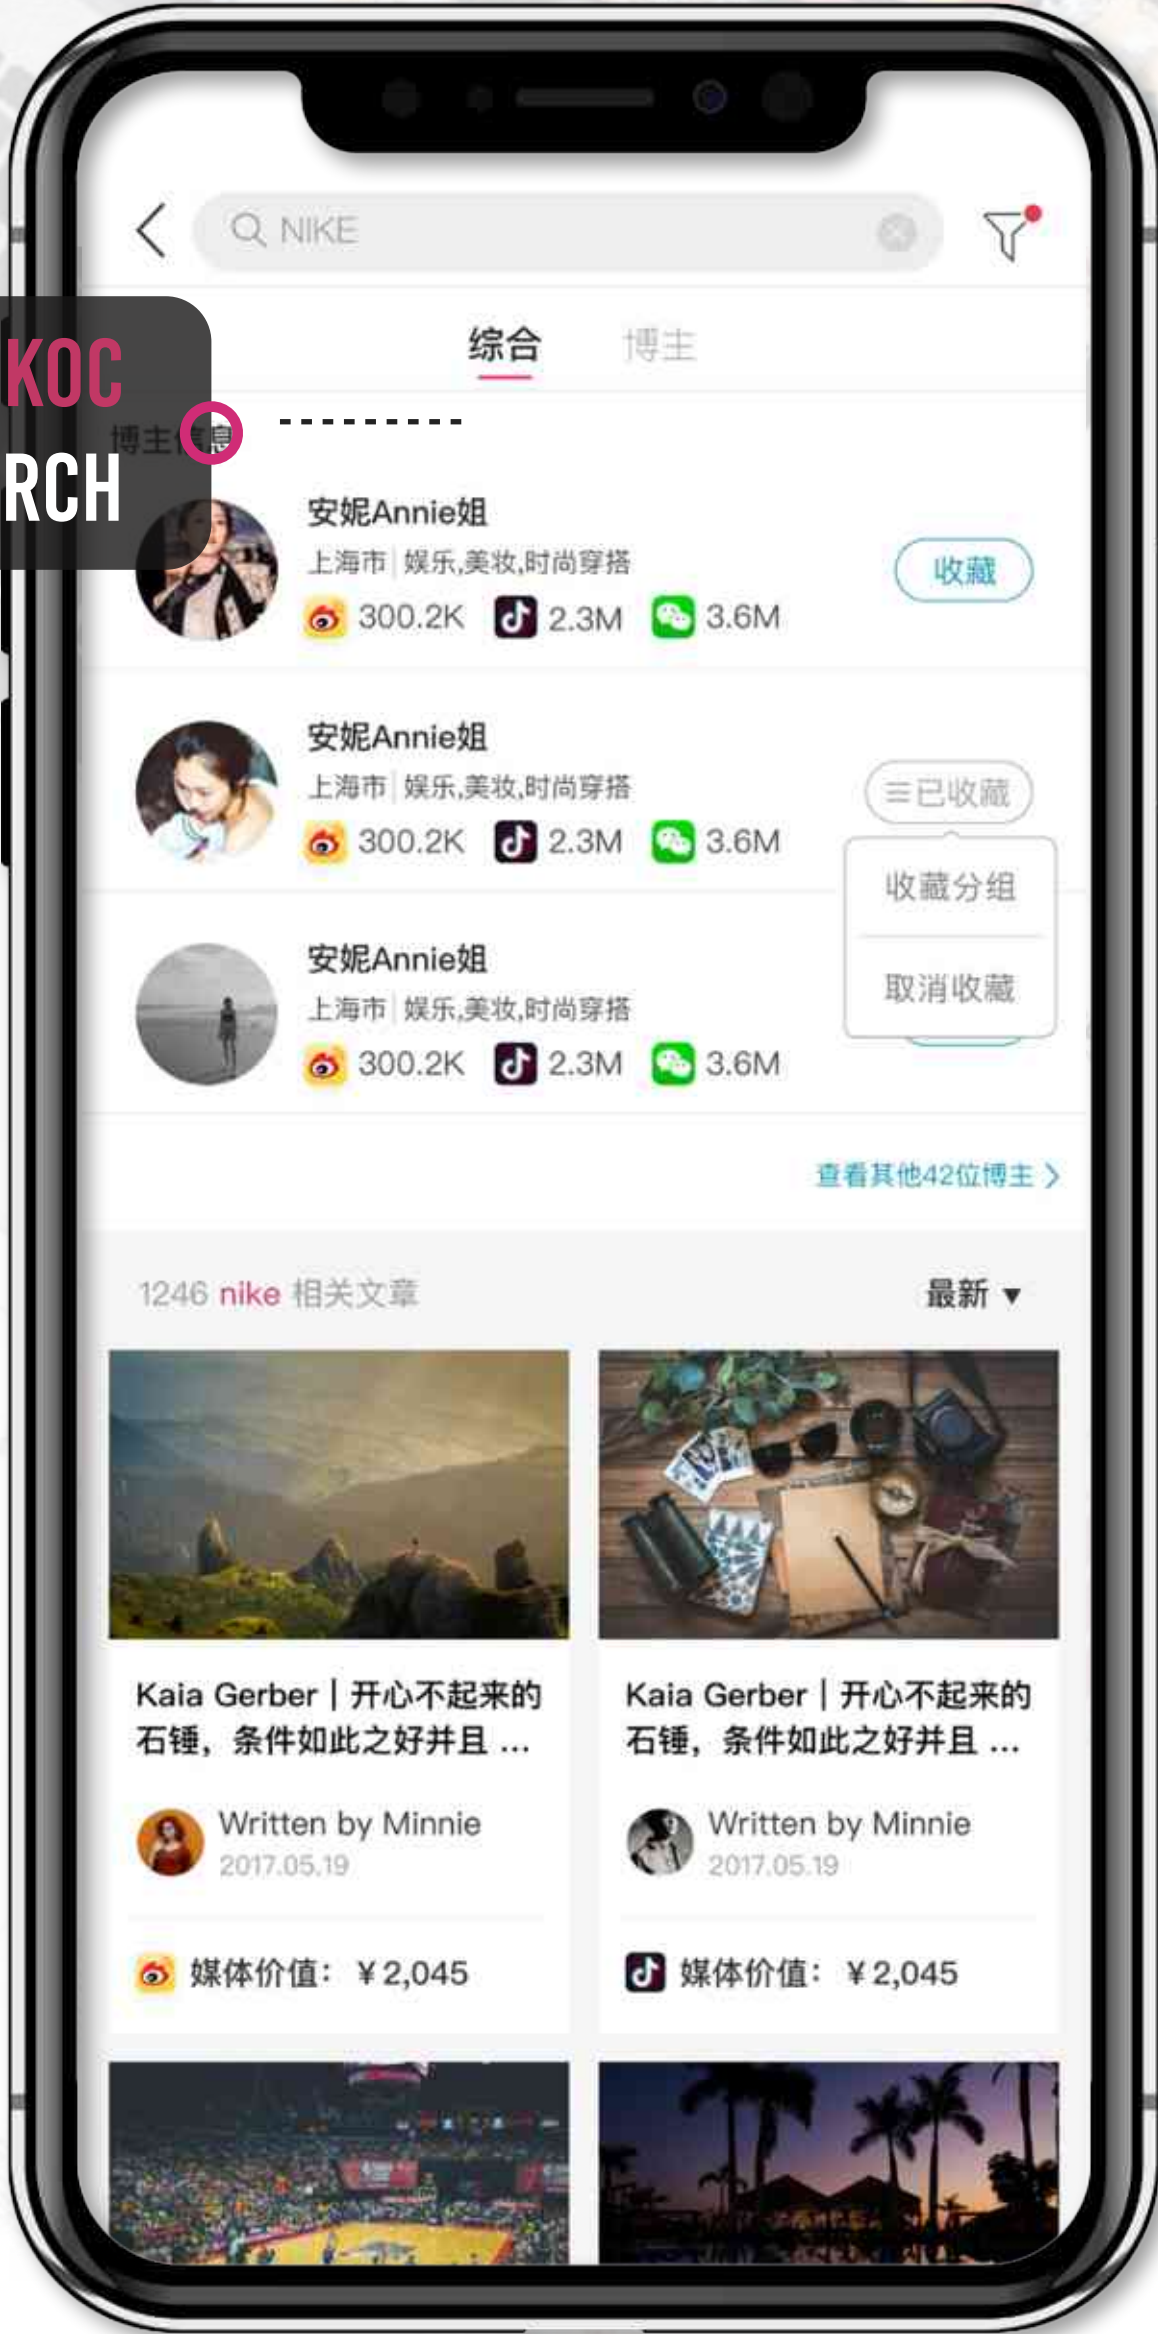 NIKE
综合 博主
KOC
RCH
博主信息
安妮Annie姐
上海市 娱乐,美妆,时尚穿搭
收藏
300.2K 2.3M 3.6M
安妮Annie姐
上海市 娱乐,美妆,时尚穿搭
已收藏
300.2K 2.3M 3.6M
收藏分组
取消收藏
安妮Annie姐
上海市 娱乐,美妆,时尚穿搭
300.2K 2.3M 3.6M
查看其他42位博主
1246 nike 相关文章
最新 ▼
Kaia Gerber | 开心不起来的
石锤，条件如此之好并且 ...
Written by Minnie
2017.05.19
媒体价值：¥2,045
Kaia Gerber | 开心不起来的
石锤，条件如此之好并且 ...
Written by Minnie
2017.05.19
媒体价值：¥2,045